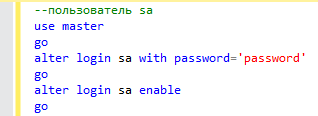 --пользователь sa
use master
go
alter login sa with password='password'
go
alter login sa enable
go